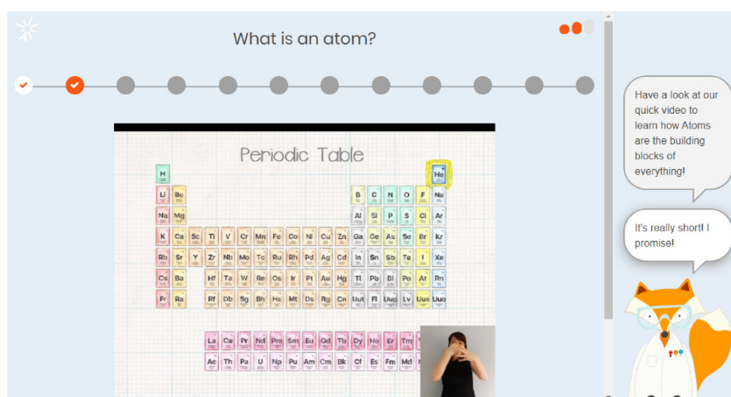 What is an atom?
Periodic Table
H He
Li Be B C N O F Ne
Na Mg Al Si P S Cl Ar
K Ca Sc Ti V Cr Mn Fe Co Ni Cu Zn Ga Ge As Se Br Kr
Rb Sr Y Zr Nb Mo Tc Ru Rh Pd Ag Cd In Sn Sb Te I Xe
Cs Ba Hf Ta W Re Os Ir Pt Au Hg Tl Pb Bi Po At Rn
Fr Ra Rf Db Sg Bh Hs Mt Ds Rg Cn Uut Fl Uup Lv Uus Uuo
La Ce Pr Nd Pm Sm Eu Gd Tb Dy Ho Er Tm
Ac Th Pa U Np Pu Am Cm Bk Cf Es Fm Md
Have a look at our
quick video to
learn how Atoms
are the building
blocks of
everything!
It's really short! I
promise!